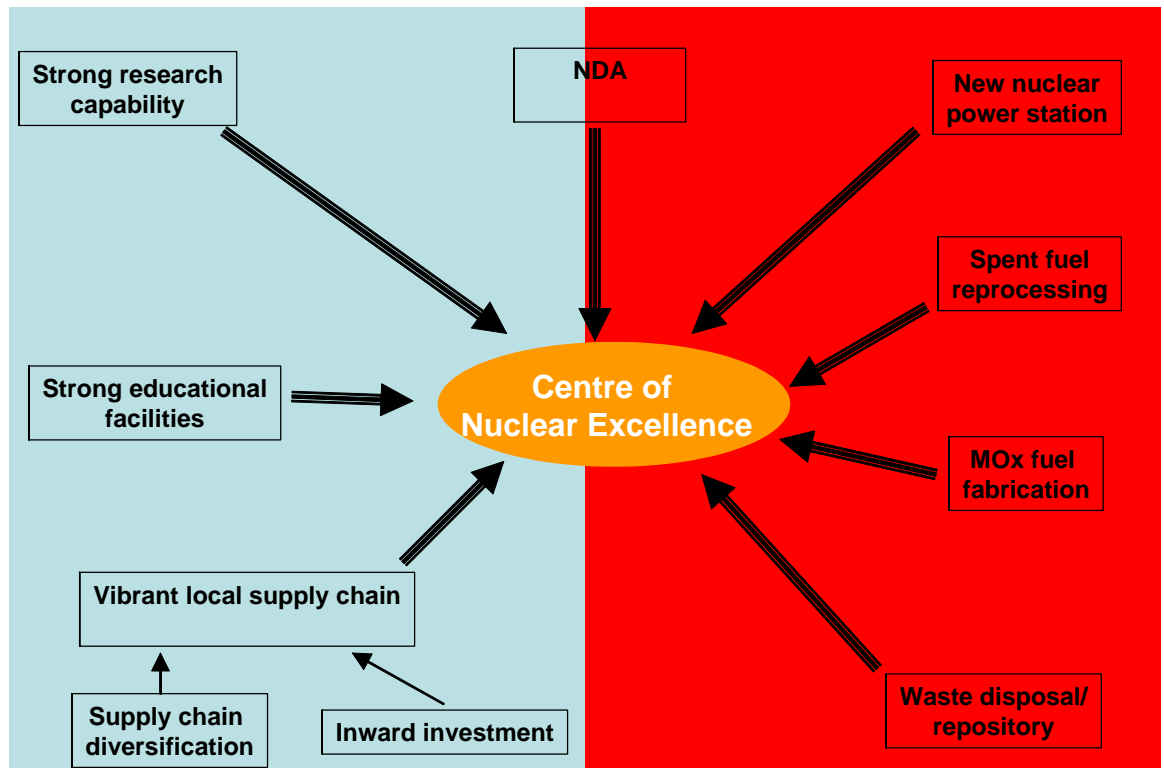 Strong research
capability
NDA
New nuclear
power station
Spent fuel
reprocessing
Strong educational
facilities
Centre of
Nuclear Excellence
MOx fuel
fabrication
Vibrant local supply chain
Supply chain
diversification
Inward investment
Waste disposal/
repository